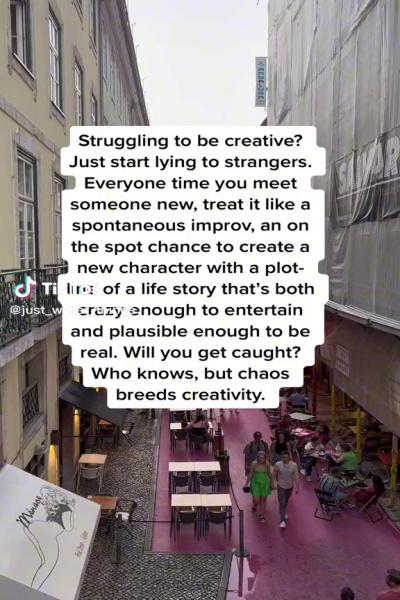 Struggling to be creative?
Just start lying to strangers.
Everyone time you meet
someone new, treat it like a
spontaneous improv, an on
the spot chance to create a
new character with a plot-
line of a life story that's both
crazy enough to entertain
and plausible enough to be
real. Will you get caught?
Who knows, but chaos
breeds creativity.